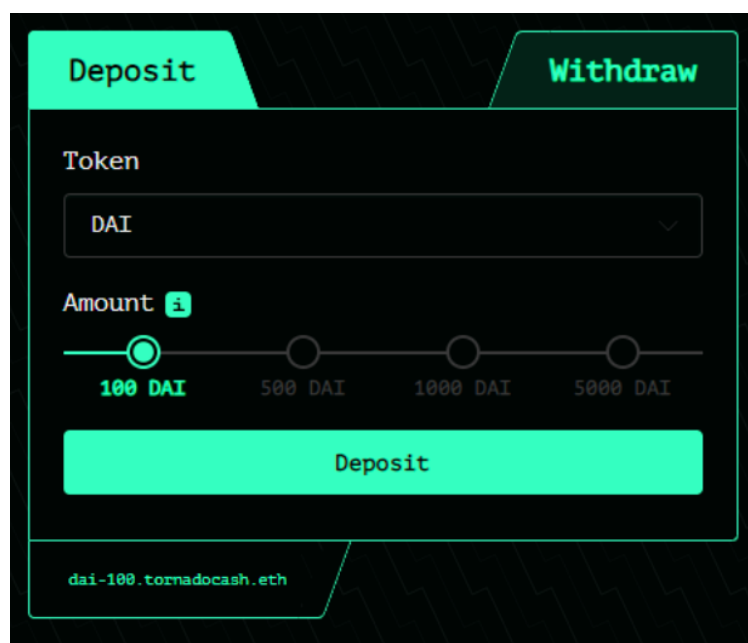 Deposit
Withdraw
Token
DAI
Amount i
100 DAI
500 DAI
1000 DAI
5000 DAI
Deposit
dai-100.tornadocash.eth